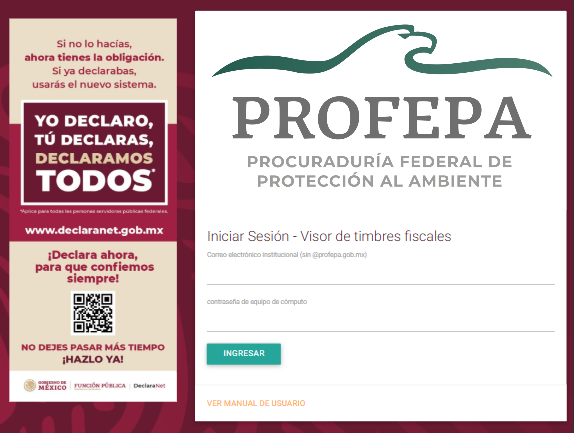 Si no lo hacías,
ahora tienes la obligación.
Si ya declarabas,
usarás el nuevo sistema.
YO DECLARO,
TÚ DECLARAS,
DECLARAMOS
TODOS*
*Aplica para todas las personas servidoras públicas federales.
www.declaranet.gob.mx
¡Declara ahora,
para que confiemos
siempre!
NO DEJES PASAR MÁS TIEMPO
¡HAZLO YA!
GOBIERNO DE
MÉXICO
FUNCIÓN PÚBLICA
DeclaraNet
PROFEPA
PROCURADURÍA FEDERAL DE
PROTECCIÓN AL AMBIENTE
Iniciar Sesión - Visor de timbres fiscales
Correo electrónico institucional (sin @profepa.gob.mx)
contraseña de equipo de cómputo
INGRESAR
VER MANUAL DE USUARIO